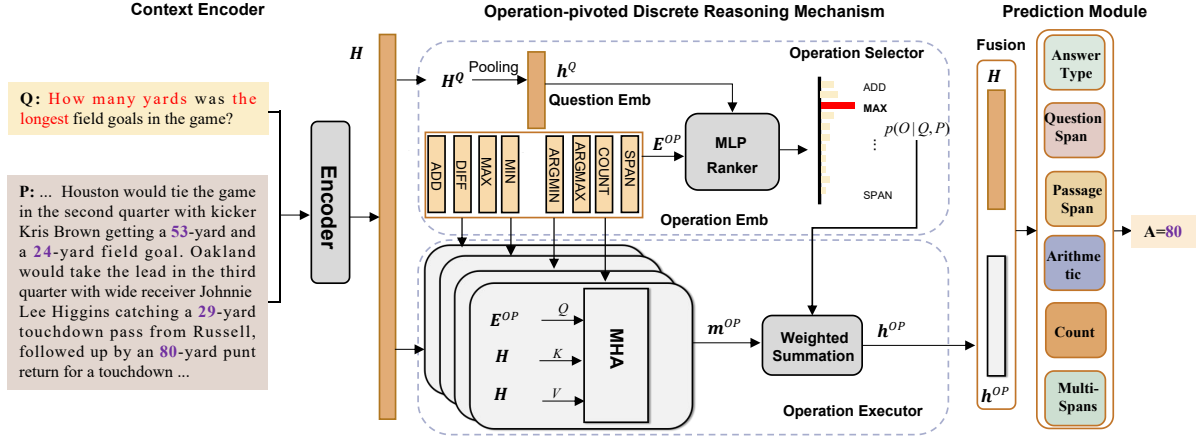 Context Encoder
Operation-pivoted Discrete Reasoning Mechanism
Prediction Module
Q: How many yards was the
longest field goals in the game?
P: ... Houston would tie the game
in the second quarter with kicker
Kris Brown getting a 53-yard and
a 24-yard field goal. Oakland
would take the lead in the third
quarter with wide receiver Johnnie
Lee Higgins catching a 29-yard
touchdown pass from Russell,
followed up by an 80-yard punt
return for a touchdown ...
Encoder
H
H^Q
Pooling
h^Q
Question Emb
ADD
DIFF
MAX
MIN
ARGMIN
ARGMAX
COUNT
SPAN
E^OP
Operation Emb
MLP
Ranker
Operation Selector
ADD
MAX
p(O|Q, P)
⋮
SPAN
E^OP
Q
H
K
H
V
MHA
m^OP
Weighted
Summation
h^OP
Operation Executor
Fusion
H
h^OP
Answer
Type
Question
Span
Passage
Span
Arithme
tic
Count
Multi-
Spans
A=80